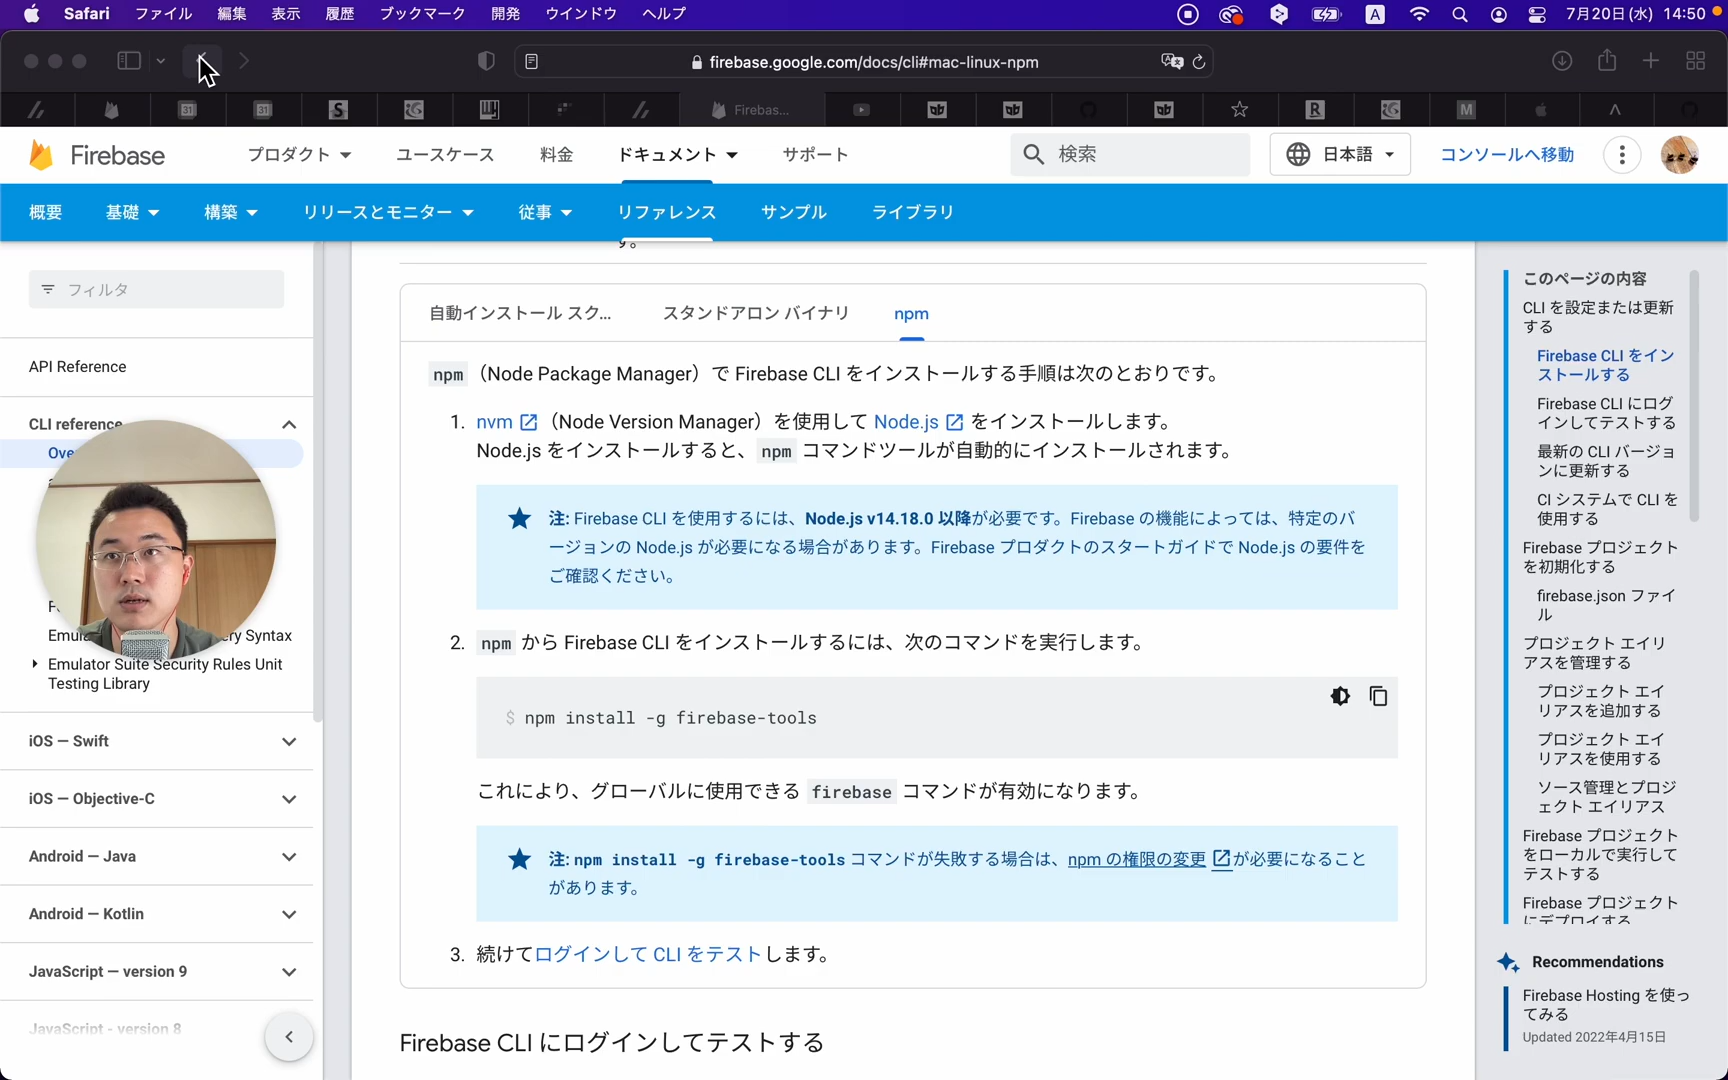 Safari ファイル 編集 表示 履歴 ブックマーク 開発 ウインドウ ヘルプ A 7月20日(水) 14:50
firebase.google.com/docs/cli#mac-linux-npm
31 31 S Firebas... R M
Firebase プロダクト ユースケース 料金 ドキュメント サポート 検索 日本語 コンソールへ移動
概要 基礎 構築 リリースとモニター 従事 リファレンス サンプル ライブラリ
す。
フィルタ
API Reference
CLI reference
Ove
Emula
ery Syntax
Emulator Suite Security Rules Unit
Testing Library
iOS — Swift
iOS — Objective-C
Android — Java
Android — Kotlin
JavaScript — version 9
JavaScript - version 8
自動インストール スク... スタンドアロン バイナリ npm
npm（Node Package Manager）で Firebase CLI をインストールする手順は次のとおりです。
1. nvm（Node Version Manager）を使用して Node.js をインストールします。
Node.js をインストールすると、npm コマンドツールが自動的にインストールされます。
注: Firebase CLI を使用するには、Node.js v14.18.0 以降が必要です。Firebase の機能によっては、特定のバ
ージョンの Node.js が必要になる場合があります。Firebase プロダクトのスタートガイドで Node.js の要件を
ご確認ください。
2. npm から Firebase CLI をインストールするには、次のコマンドを実行します。
$ npm install -g firebase-tools
これにより、グローバルに使用できる firebase コマンドが有効になります。
注: npm install -g firebase-tools コマンドが失敗する場合は、npm の権限の変更が必要になること
があります。
3. 続けてログインして CLI をテストします。
Firebase CLI にログインしてテストする
このページの内容
CLI を設定または更新
する
Firebase CLI をイン
ストールする
Firebase CLI にログ
インしてテストする
最新の CLI バージョ
ンに更新する
CI システムで CLI を
使用する
Firebase プロジェクト
を初期化する
firebase.json ファイ
ル
プロジェクト エイリ
アスを管理する
プロジェクト エイ
リアスを追加する
プロジェクト エイ
リアスを使用する
ソース管理とプロジ
ェクト エイリアス
Firebase プロジェクト
をローカルで実行して
テストする
Firebase プロジェクト
にデプロイする
Recommendations
Firebase Hosting を使っ
てみる
Updated 2022年4月15日